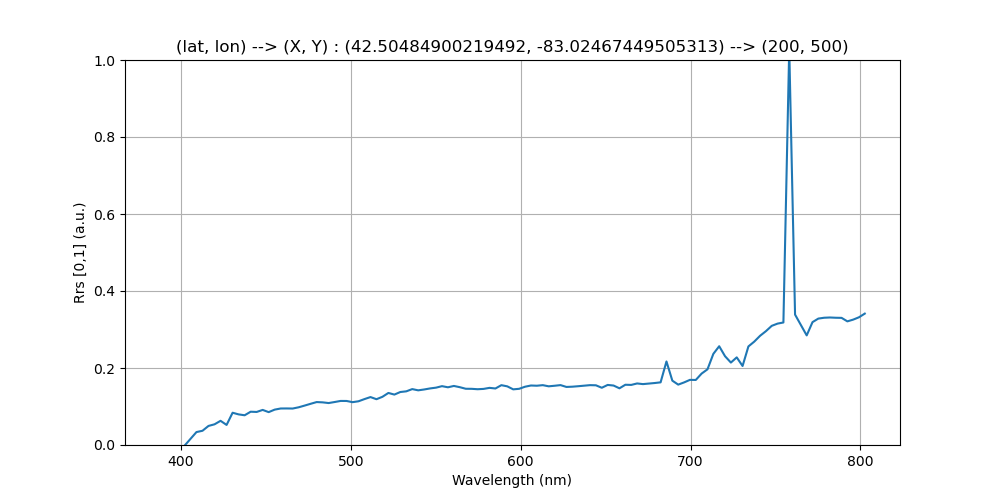 (lat, lon) --> (X, Y) : (42.50484900219492, -83.02467449505313) --> (200, 500)
1.0
0.8
0.6
0.4
0.2
0.0
Rrs [0,1] (a.u.)
400 500 600 700 800
Wavelength (nm)